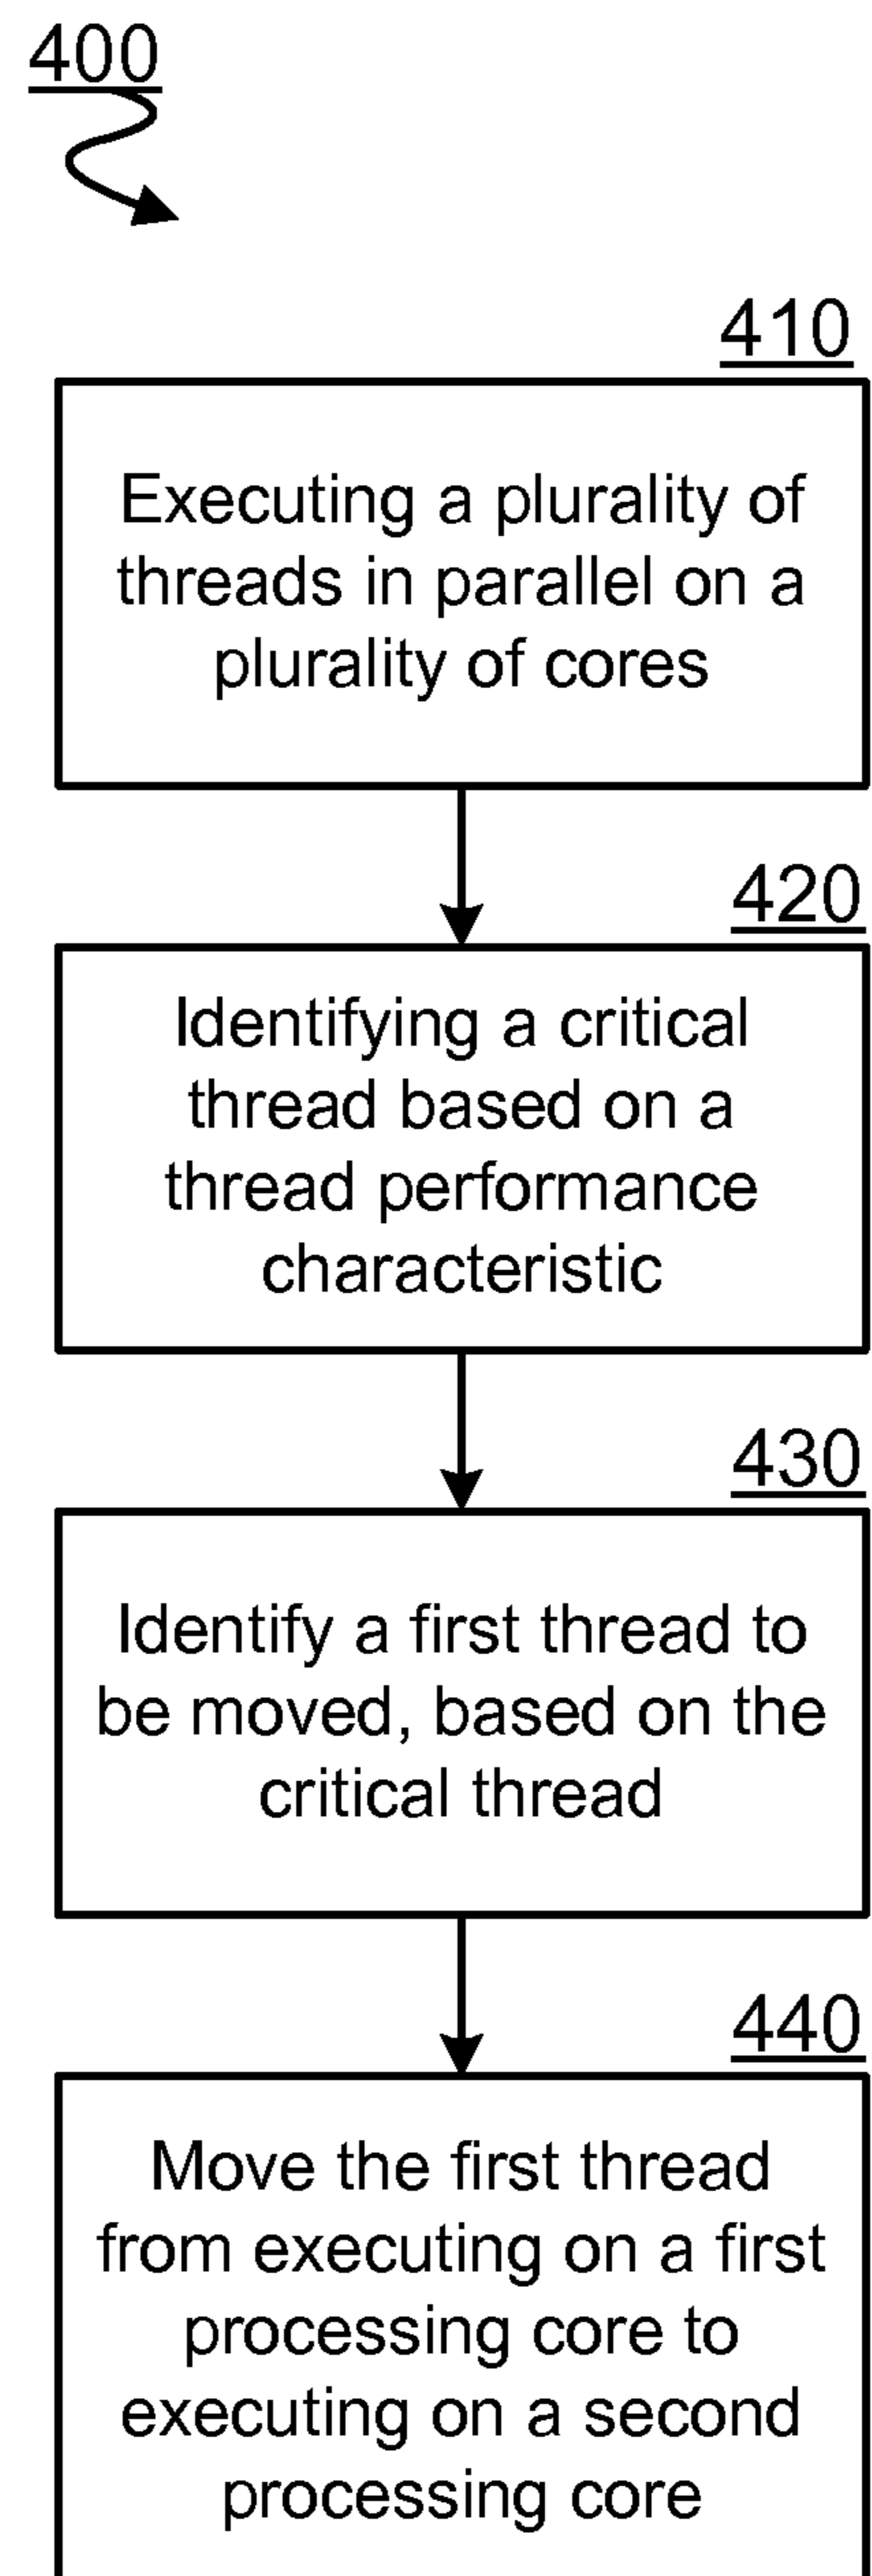 400
410
Executing a plurality of
threads in parallel on a
plurality of cores
420
Identifying a critical
thread based on a
thread performance
characteristic
430
Identify a first thread to
be moved, based on the
critical thread
440
Move the first thread
from executing on a first
processing core to
executing on a second
processing core